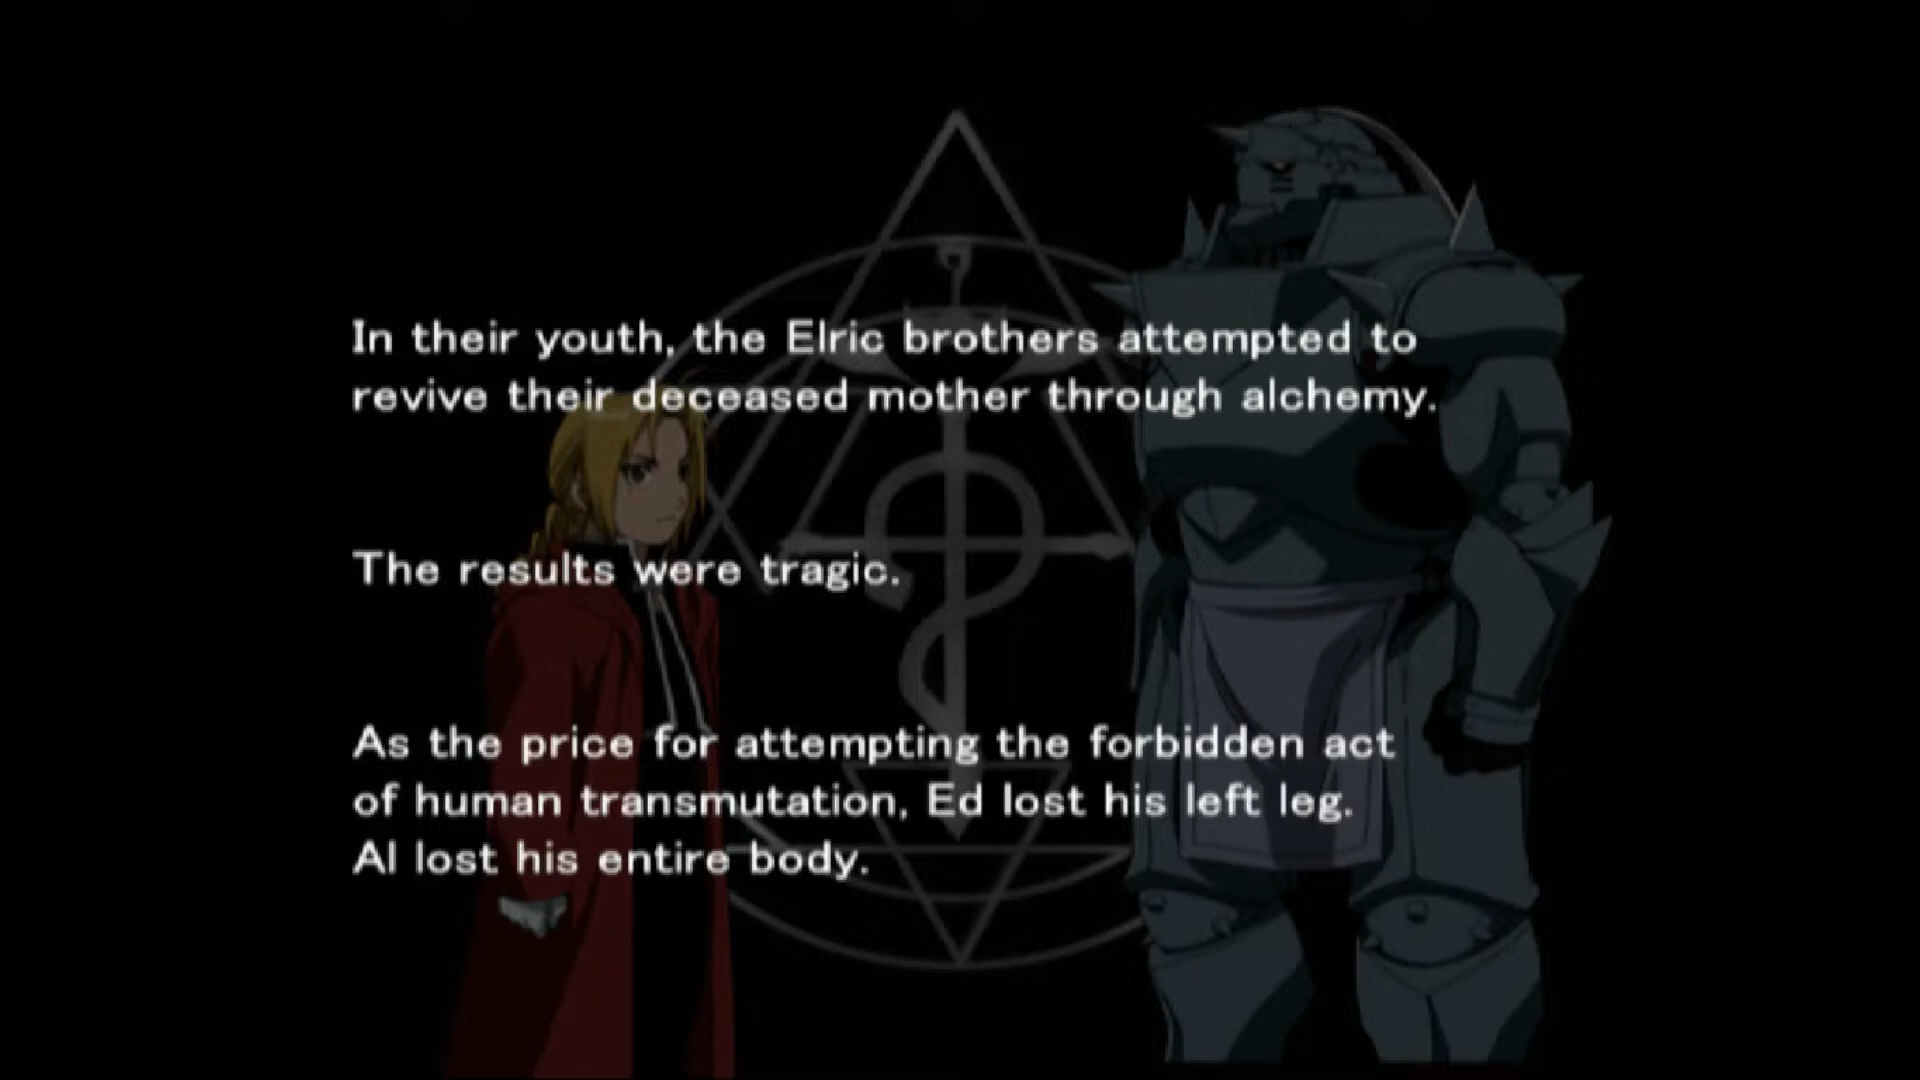 In their youth, the Elric brothers attempted to
revive their deceased mother through alchemy.
The results were tragic.
As the price for attempting the forbidden act
of human transmutation, Ed lost his left leg.
Al lost his entire body.